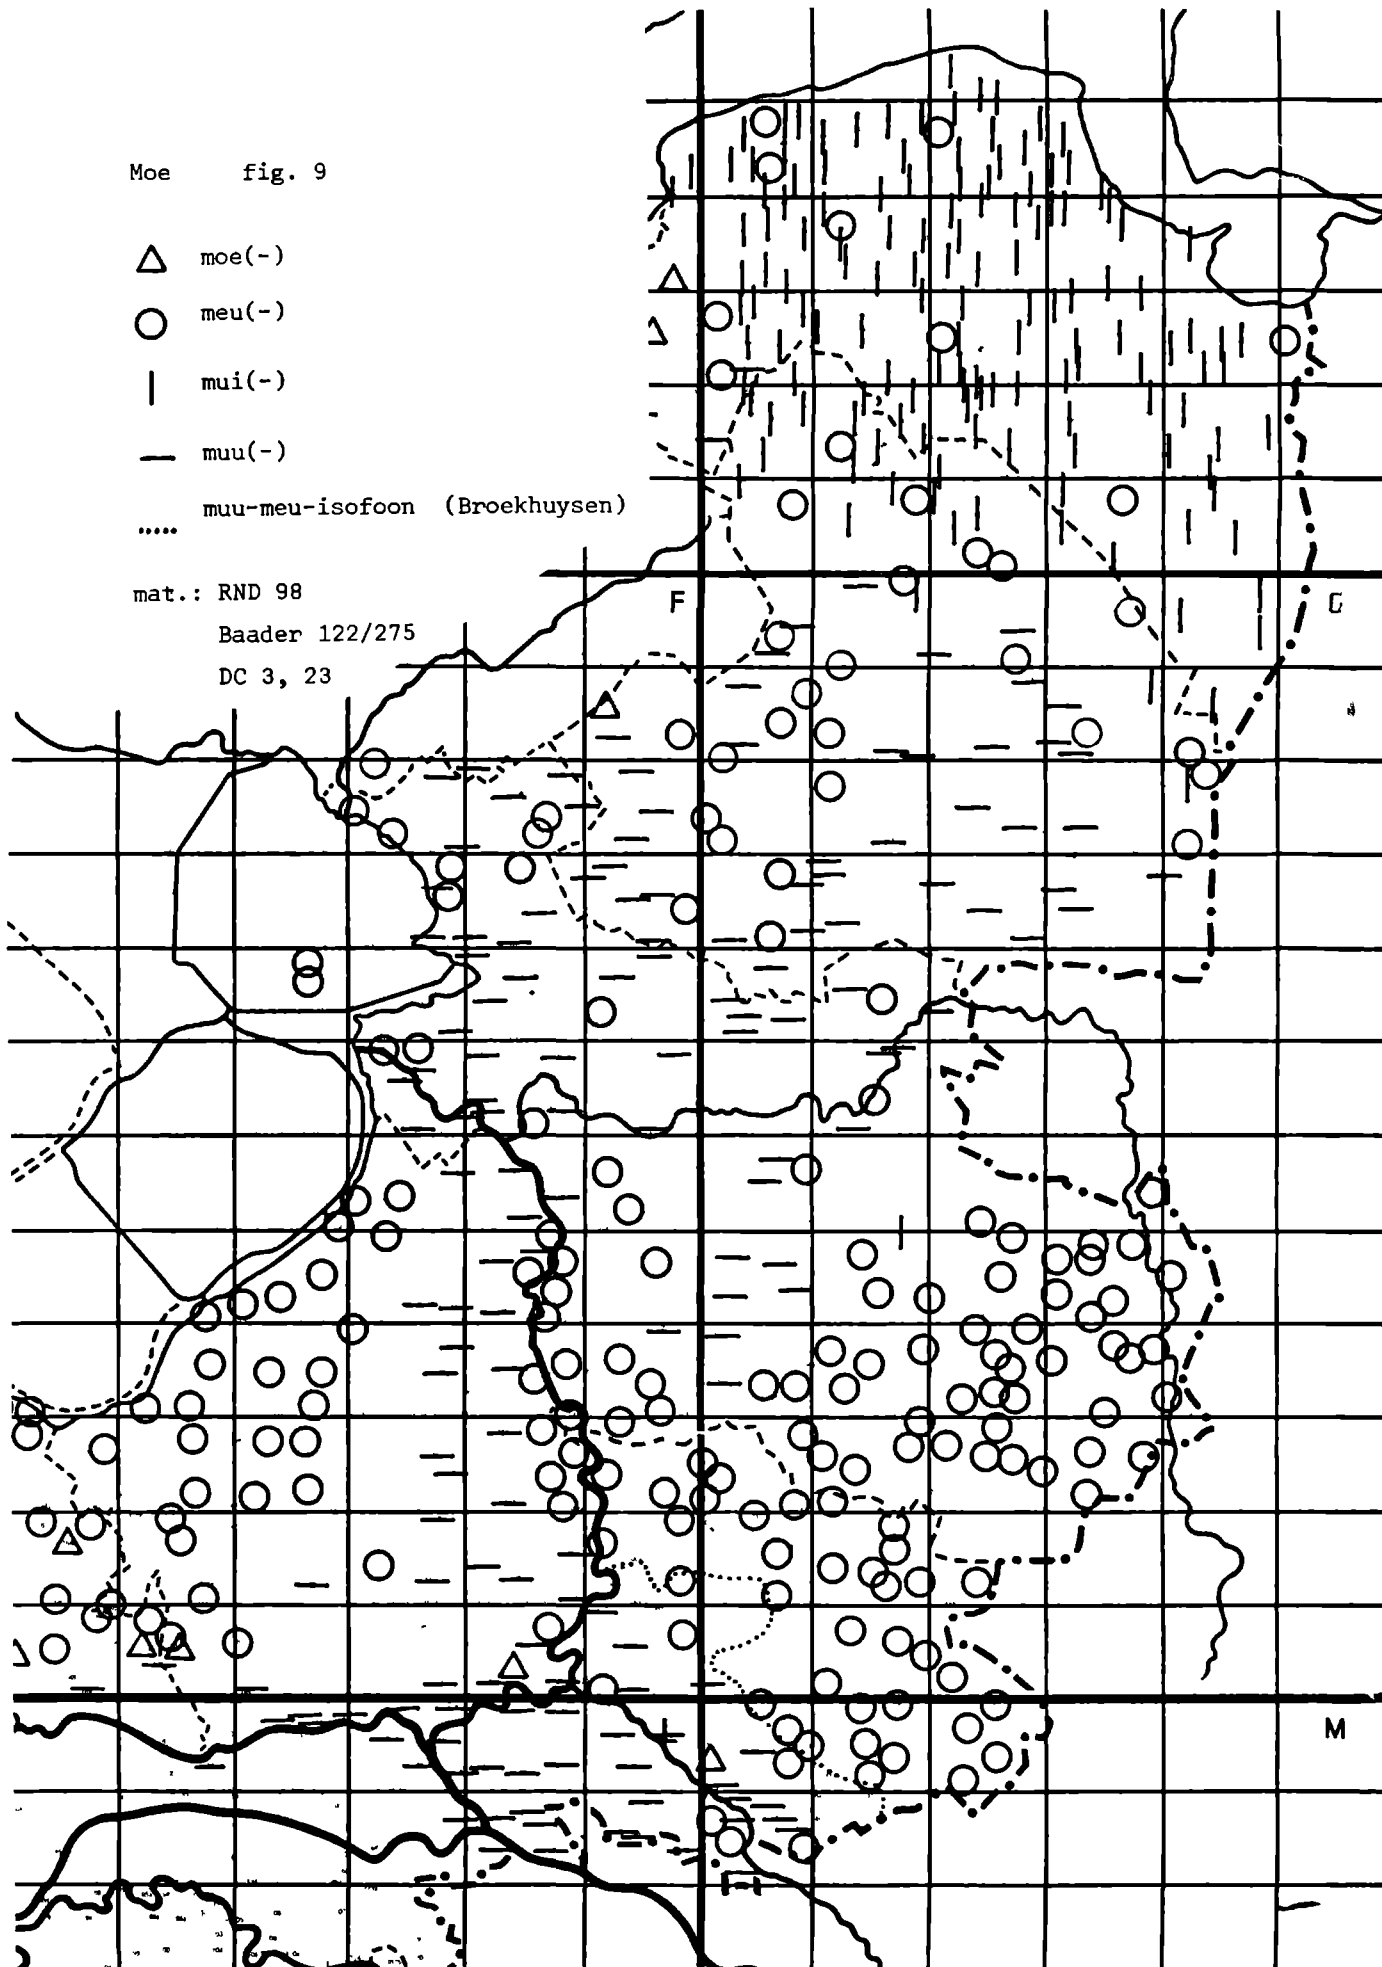 Moe fig. 9
moe(-)
meu(-)
mui(-)
muu(-)
muu-meu-isofoon (Broekhuysen)
mat.: RND 98
Baader 122/275
DC 3, 23
F
G
M